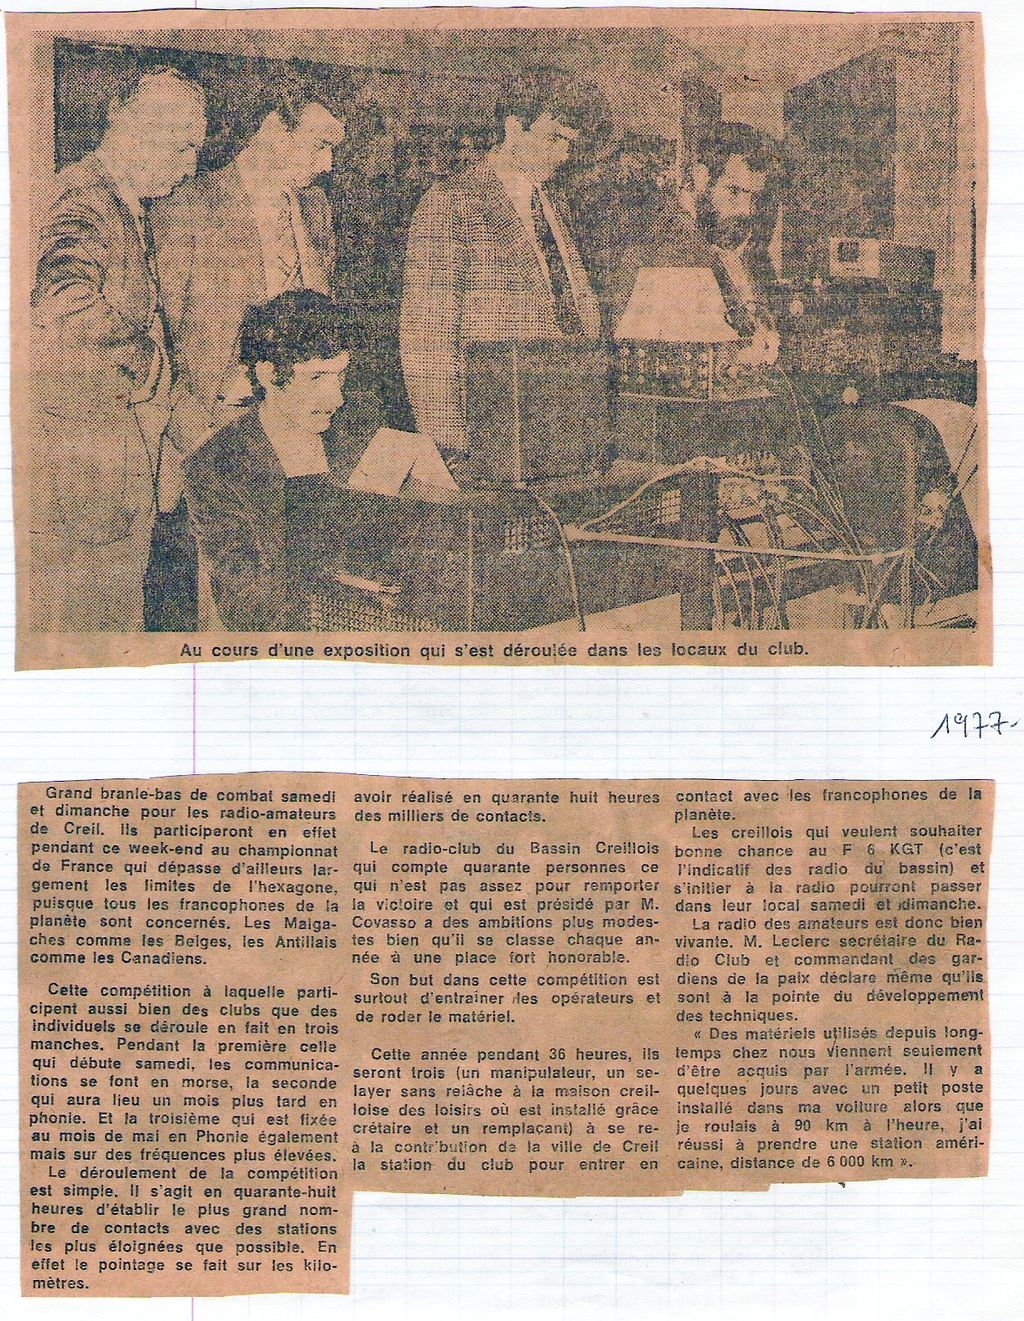 Au cours d'une exposition qui s'est déroulée dans les locaux du club.
1977-
Grand branle-bas de combat samedi
et dimanche pour les radio-amateurs
de Creil. Ils participeront en effet
pendant ce week-end au championnat
de France qui dépasse d'ailleurs lar-
gement les limites de l'hexagone,
puisque tous les francophones de la
planète sont concernés. Les Malga-
ches comme les Belges, les Antillais
comme les Canadiens.
Cette compétition à laquelle parti-
cipent aussi bien des clubs que des
individuels se déroule en fait en trois
manches. Pendant la première celle
qui débute samedi, les communica-
tions se font en morse, la seconde
qui aura lieu un mois plus tard en
phonie. Et la troisième qui est fixée
au mois de mai en Phonie également
mais sur des fréquences plus élevées.
Le déroulement de la compétition
est simple. Il s'agit en quarante-huit
heures d'établir le plus grand nom-
bre de contacts avec des stations
les plus éloignées que possible. En
effet le pointage se fait sur les kilo-
mètres.
avoir réalisé en quarante huit heures
des milliers de contacts.
Le radio-club du Bassin Creillois
qui compte quarante personnes ce
qui n'est pas assez pour remporter
la victoire et qui est présidé par M.
Covasso a des ambitions plus modes-
tes bien qu'il se classe chaque an-
née à une place fort honorable.
Son but dans cette compétition est
surtout d'entrainer les opérateurs et
de roder le matériel.
Cette année pendant 36 heures, ils
seront trois (un manipulateur, un se-
layer sans relâche à la maison creil-
loise des loisirs où est installé grâce
crétaire et un remplaçant) à se re-
à la contribution de la ville de Creil
la station du club pour entrer en
contact avec les francophones de la
planète.
Les creillois qui veulent souhaiter
bonne chance au F 6 KGT (c'est
l'indicatif des radio du bassin) et
s'initier à la radio pourront passer
dans leur local samedi et dimanche.
La radio des amateurs est donc bien
vivante. M. Leclerc secrétaire du Ra-
dio Club et commandant des gar-
diens de la paix déclare même qu'ils
sont à la pointe du développement
des techniques.
« Des matériels utilisés depuis long-
temps chez nous viennent seulement
d'être acquis par l'armée. Il y a
quelques jours avec un petit poste
installé dans ma voiture alors que
je roulais à 90 km à l'heure, j'ai
réussi à prendre une station améri-
caine, distance de 6 000 km ».